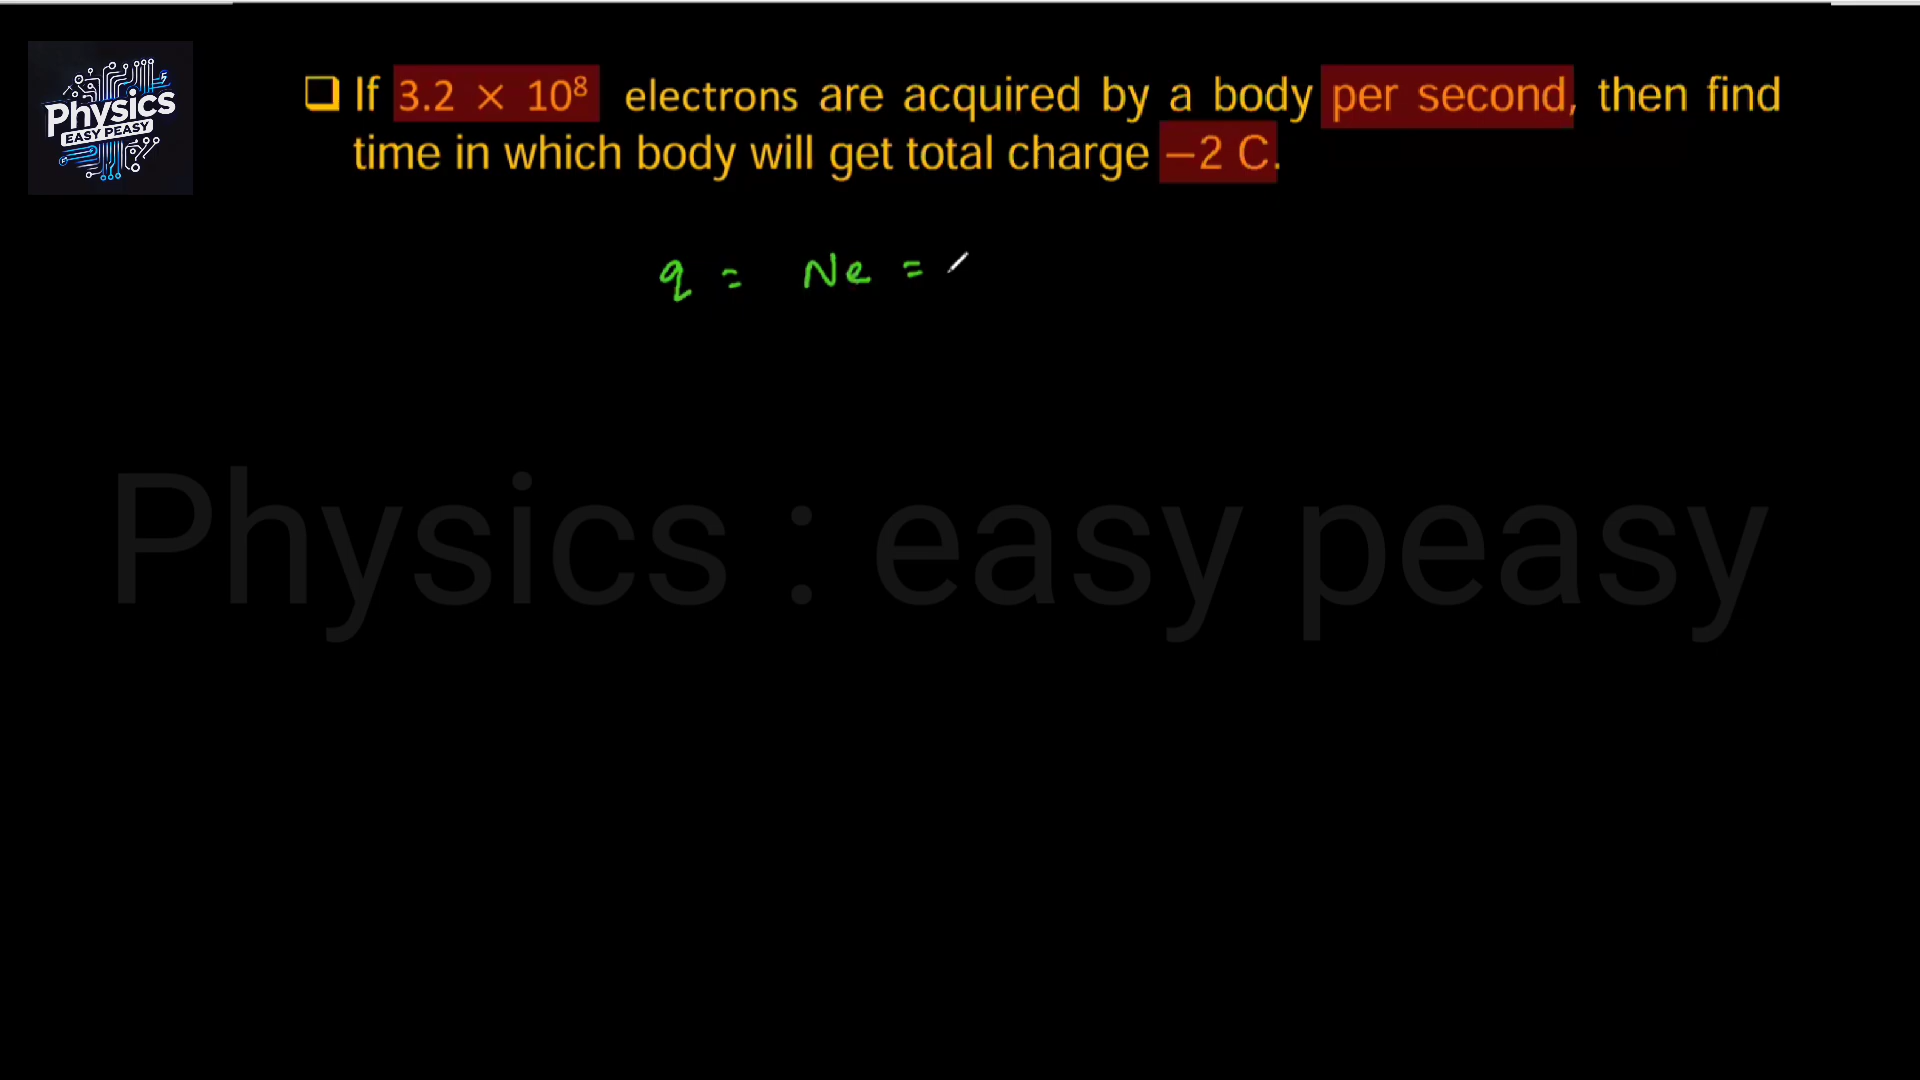 Physics
EASY PEASY
❑ If 3.2 × 10⁸ electrons are acquired by a body per second, then find
time in which body will get total charge −2 C.
q = Ne =
Physics : easy peasy